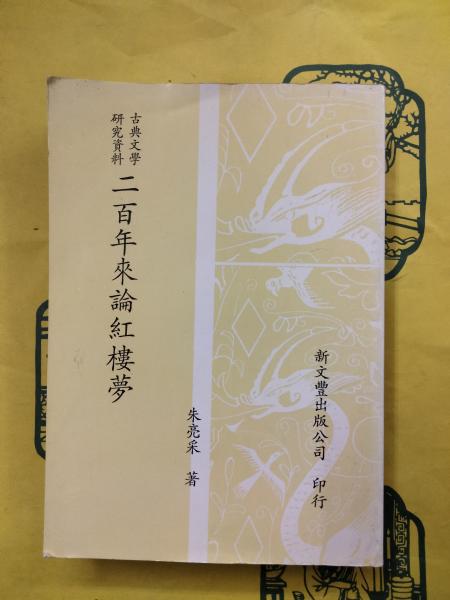 古典文學
研究資料
二百年來論紅樓夢
朱亮采 著
新文豐出版公司 印行